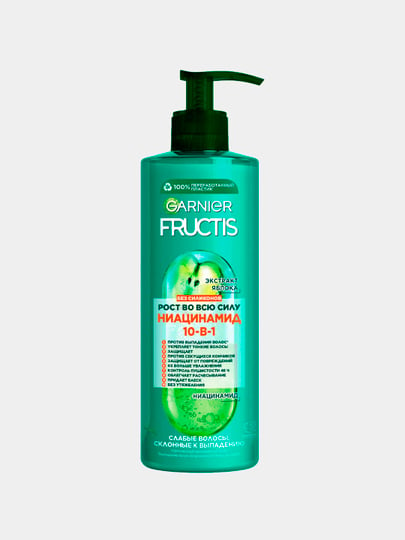 100% ПЕРЕРАБОТАННЫЙ
ПЛАСТИК
GARNIER
FRUCTIS
ЭКСТРАКТ
ЯБЛОКА
БЕЗ СИЛИКОНОВ
РОСТ ВО ВСЮ СИЛУ
НИАЦИНАМИД
10-В-1
ПРОТИВ ВЫПАДЕНИЯ ВОЛОС*
УКРЕПЛЯЕТ ТОНКИЕ ВОЛОСЫ
ЗАЩИЩАЕТ
ПРОТИВ СЕКУЩИХСЯ КОНЧИКОВ
ЗАЩИЩАЕТ ОТ ПОВРЕЖДЕНИЙ
БОЛЬШЕ УВЛАЖНЕНИЯ
КОНТРОЛЬ ПУШИСТОСТИ
ОБЛЕГЧАЕТ РАСЧЕСЫВАНИЕ
ПРИДАЕТ БЛЕСК
БЕЗ УТЯЖЕЛЕНИЯ
НИАЦИНАМИД
СЛАБЫЕ ВОЛОСЫ,
СКЛОННЫЕ К ВЫПАДЕНИЮ